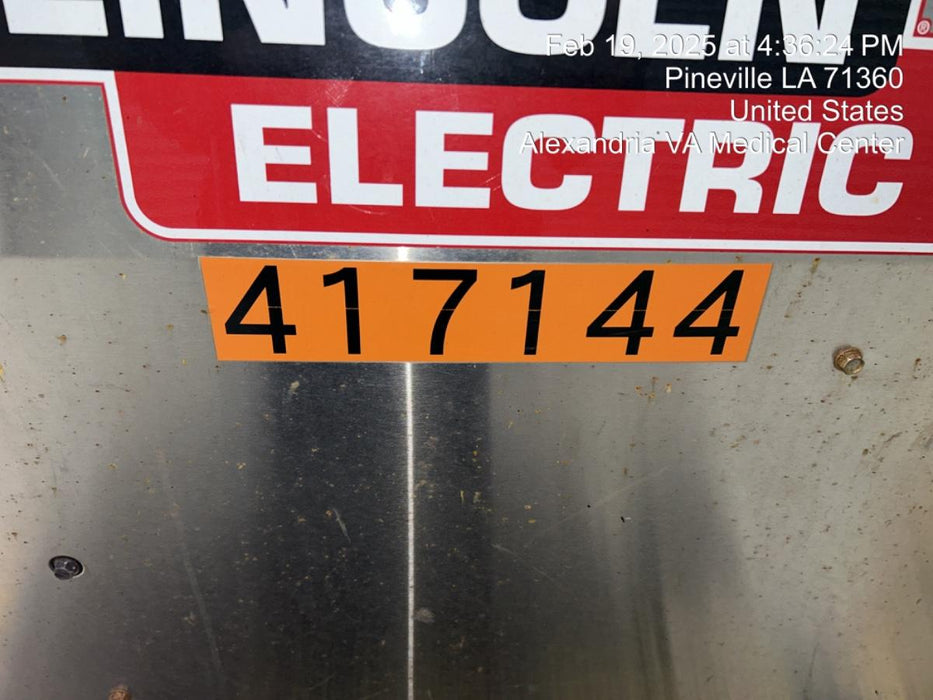 LINCOLN
®
Feb 19, 2025 at 4:36:24 PM
Pineville LA 71360
United States
Alexandria VA Medical Center
ELECTRIC
417144